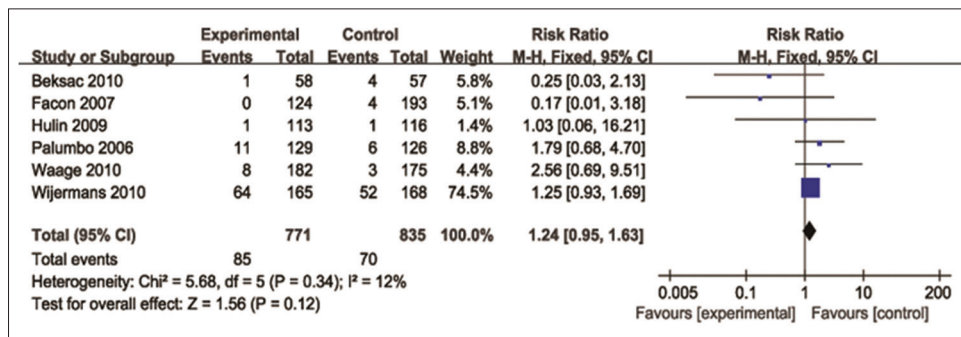 Experimental Control Risk Ratio Risk Ratio
Study or Subgroup Events Total Events Total Weight M-H, Fixed, 95% CI M-H, Fixed, 95% CI
Beksac 2010 1 58 4 57 5.8% 0.25 [0.03, 2.13]
Facon 2007 0 124 4 193 5.1% 0.17 [0.01, 3.18]
Hulin 2009 1 113 1 116 1.4% 1.03 [0.06, 16.21]
Palumbo 2006 11 129 6 126 8.8% 1.79 [0.68, 4.70]
Waage 2010 8 182 3 175 4.4% 2.56 [0.69, 9.51]
Wijermans 2010 64 165 52 168 74.5% 1.25 [0.93, 1.69]
Total (95% CI) 771 835 100.0% 1.24 [0.95, 1.63]
Total events 85 70
Heterogeneity: Chi² = 5.68, df = 5 (P = 0.34); I² = 12%
Test for overall effect: Z = 1.56 (P = 0.12)
0.005 0.1 1 10 200
Favours [experimental] Favours [control]